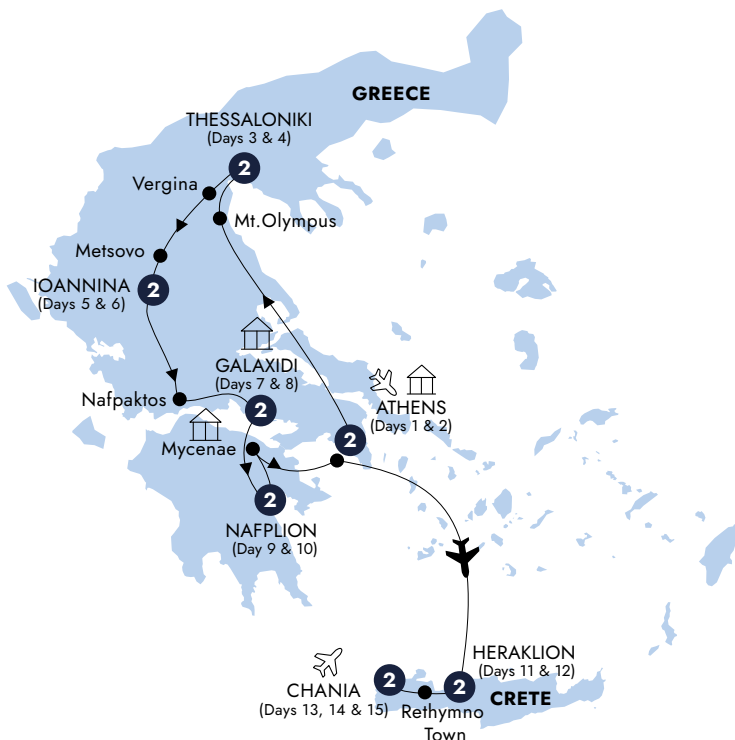 GREECE
THESSALONIKI
(Days 3 & 4)
2
Vergina
Mt.Olympus
Metsovo
IOANNINA
(Days 5 & 6)
2
GALAXIDI
(Days 7 & 8)
2
Nafpaktos
ATHENS
(Days 1 & 2)
2
Mycenae
2
NAFPLION
(Day 9 & 10)
HERAKLION
(Days 11 & 12)
2
CHANIA
(Days 13, 14 & 15)
2
CRETE
Rethymno
Town